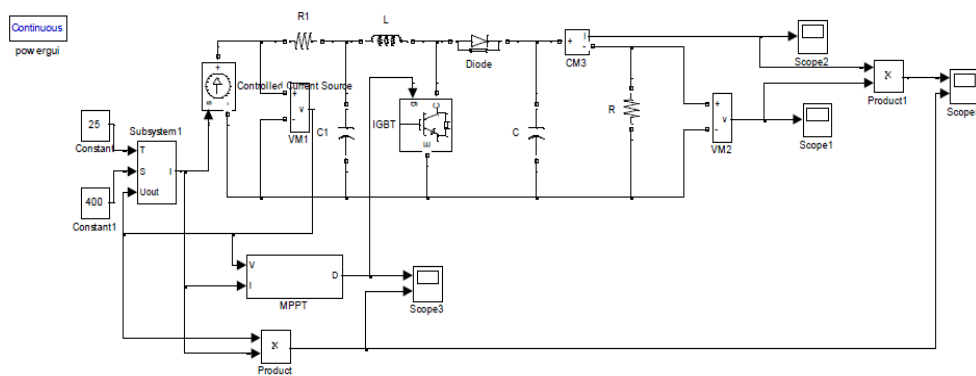 Continuous
powergui
R1
L
Diode
i
CM3
Scope2
Product1
Scope
s
Controlled Current Source
v
VM1
C1
g
C
E
IGBT
C
R
v
VM2
Scope1
25
Constant
Subsystem1
T
S
Uout
I
400
Constant1
V
I
D
MPPT
Scope3
Product